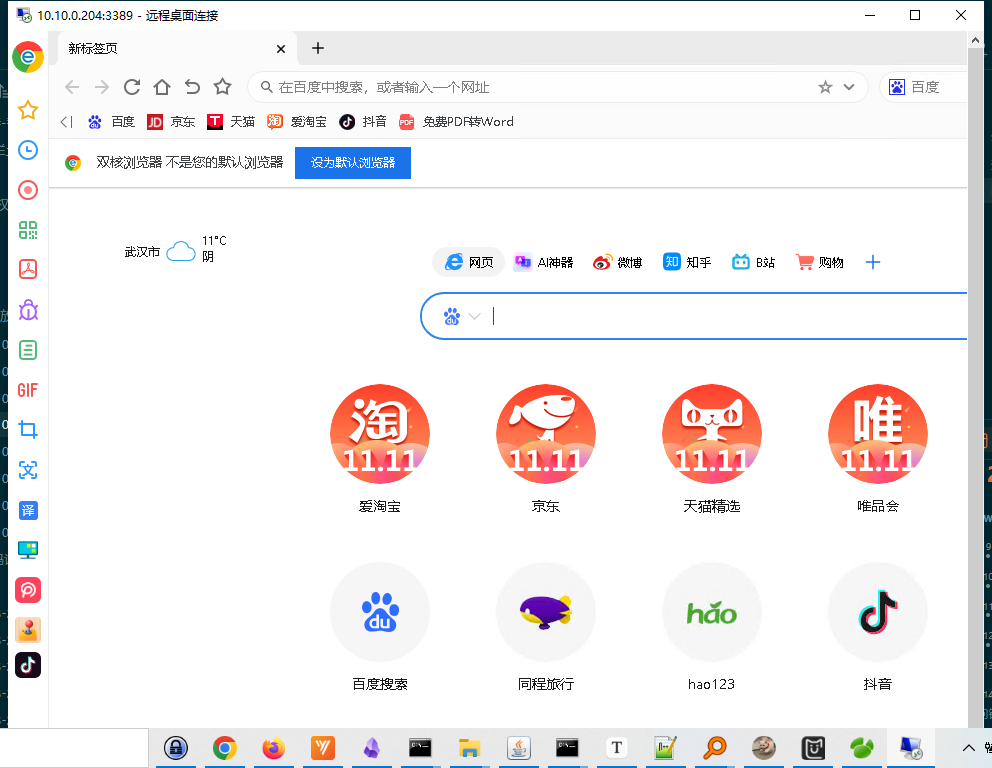 10.10.0.204:3389 - 远程桌面连接
新标签页
在百度中搜索，或者输入一个网址
百度
百度
JD 京东
T 天猫
淘 爱淘宝
抖音
PDF 免费PDF转Word
双核浏览器 不是您的默认浏览器
设为默认浏览器
GIF
文
译
武汉市
11°C
阴
网页
AI神器
微博
知 知乎
B站
购物
du
淘
11.11
爱淘宝
11.11
京东
11.11
天猫精选
唯
11.11
唯品会
du
百度搜索
同程旅行
hǎo
hao123
抖音
T